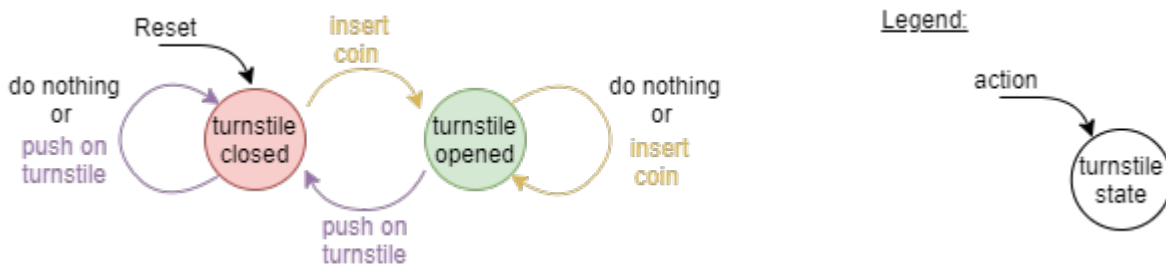 Reset
insert
coin
do nothing
or
push on
turnstile
turnstile
closed
turnstile
opened
do nothing
or
insert
coin
push on
turnstile
Legend:
action
turnstile
state